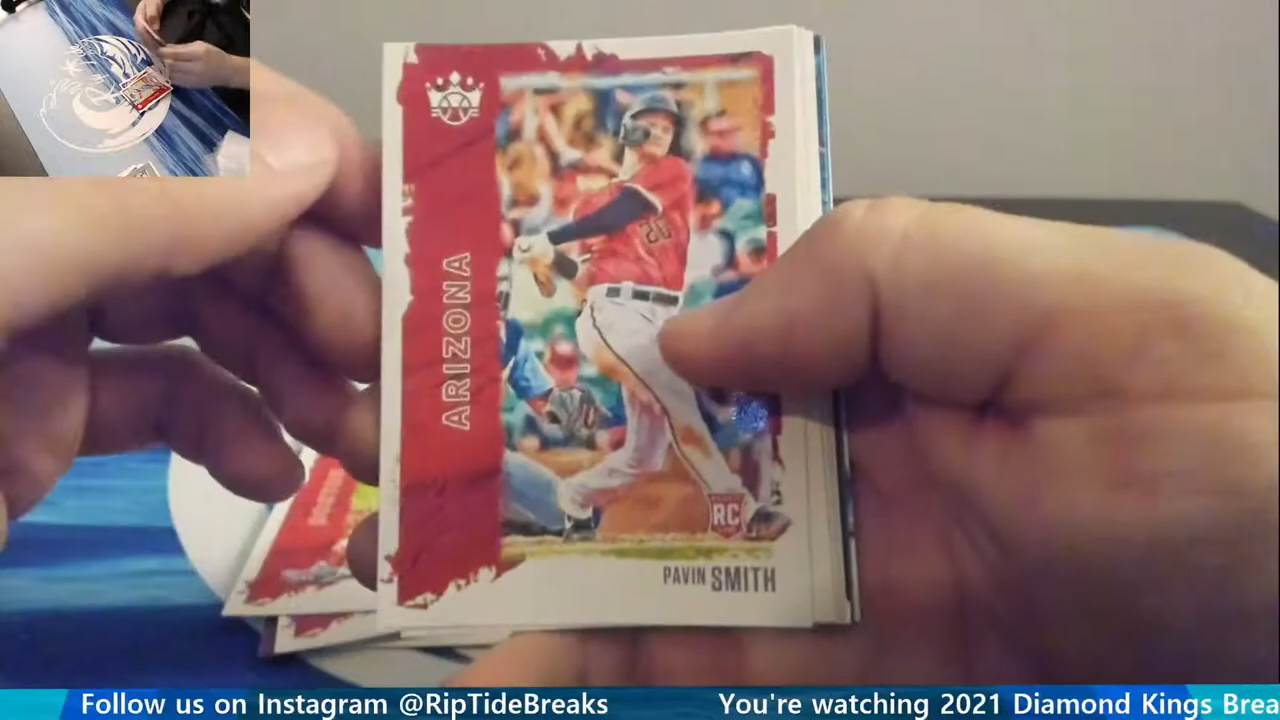 ARIZONA
20
RC
PAVIN SMITH
Follow us on Instagram @RipTideBreaks
You're watching 2021 Diamond Kings Brea